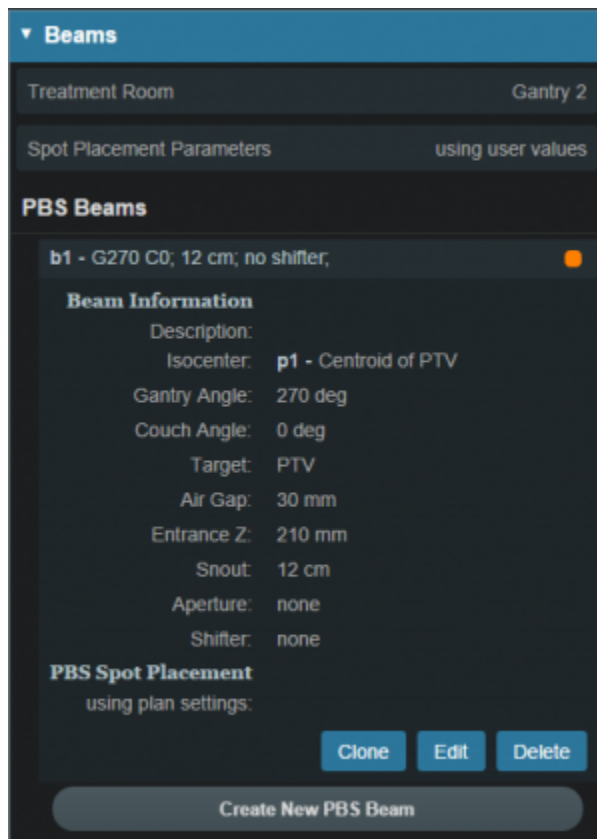 ▼ Beams
Treatment Room Gantry 2
Spot Placement Parameters using user values
PBS Beams
b1 - G270 C0; 12 cm; no shifter;
Beam Information
Description:
Isocenter: p1 - Centroid of PTV
Gantry Angle: 270 deg
Couch Angle: 0 deg
Target: PTV
Air Gap: 30 mm
Entrance Z: 210 mm
Snout: 12 cm
Aperture: none
Shifter: none
PBS Spot Placement
using plan settings:
Clone Edit Delete
Create New PBS Beam